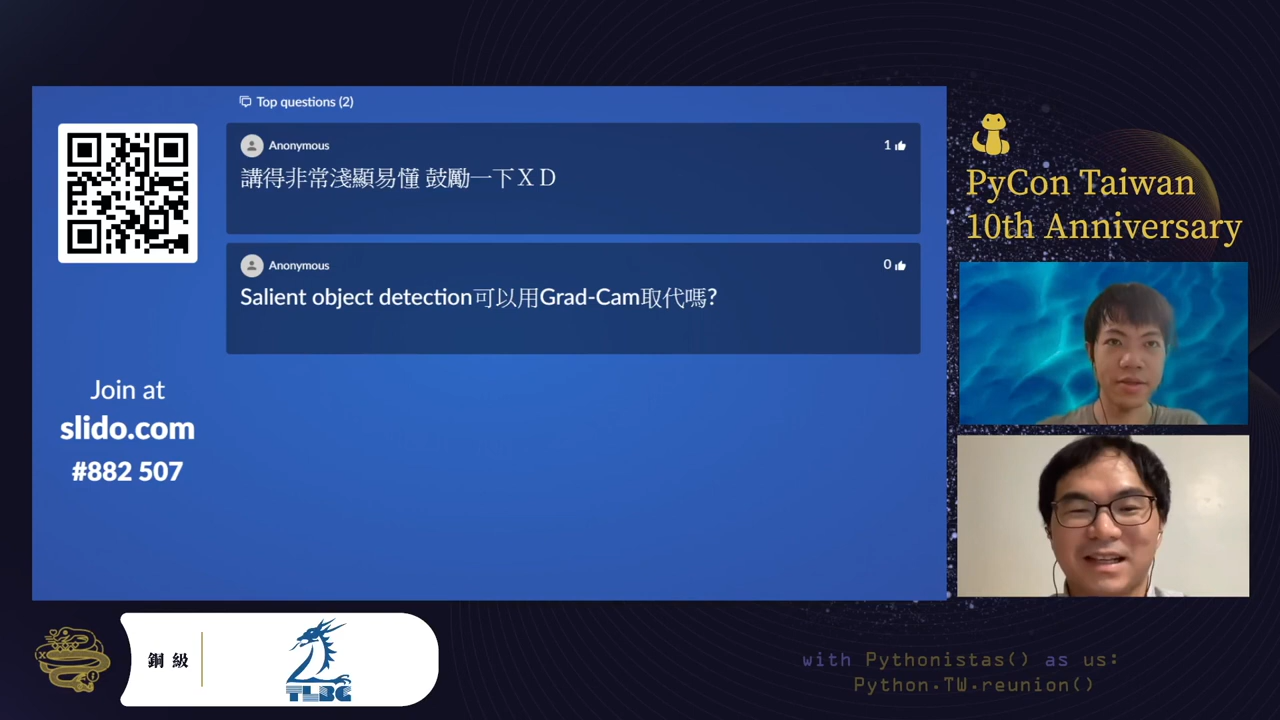 Top questions (2)
Anonymous
1
講得非常淺顯易懂 鼓勵一下ＸＤ
Anonymous
0
Salient object detection可以用Grad-Cam取代嗎?
Join at
slido.com
#882 507
PyCon Taiwan
10th Anniversary
銅級
TLBG
with Pythonistas() as us:
Python.TW.reunion()